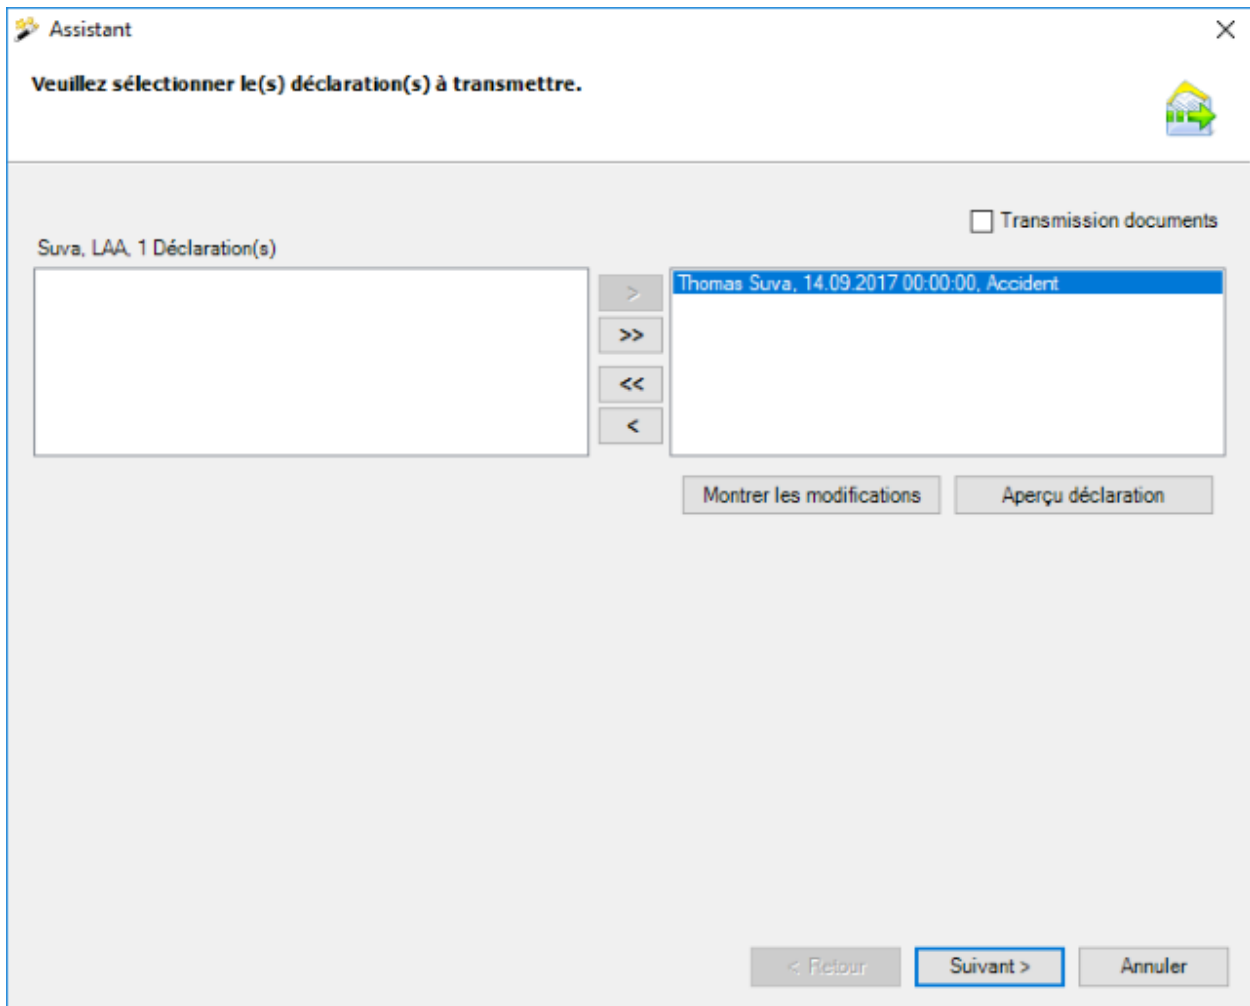 Assistant
Veuillez sélectionner le(s) déclaration(s) à transmettre.
Transmission documents
Suva, LAA, 1 Déclaration(s)
Thomas Suva, 14.09.2017 00:00:00, Accident
>
>>
<<
<
Montrer les modifications
Aperçu déclaration
< Retour
Suivant >
Annuler